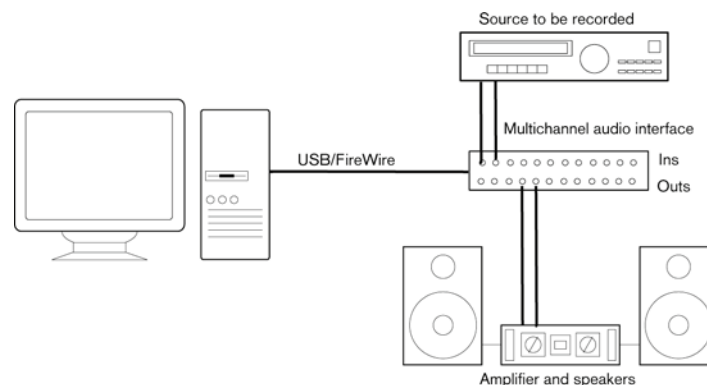 Source to be recorded
Multichannel audio interface
USB/FireWire
Ins
Outs
Amplifier and speakers